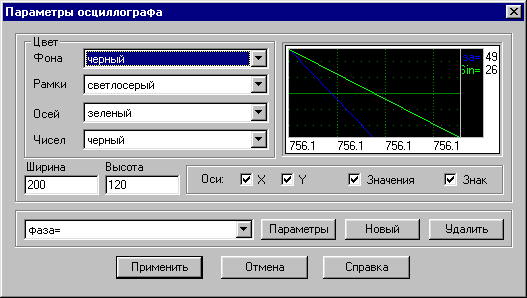 Параметры осциллографа
Цвет
Фона черный
Рамки светлосерый
Осей зеленый
Чисел черный
49
Sin= 26
756.1 756.1 756.1 756.1
Ширина Высота
200 120
Оси: X Y Значения Знак
фаза= Параметры Новый Удалить
Применить Отмена Справка